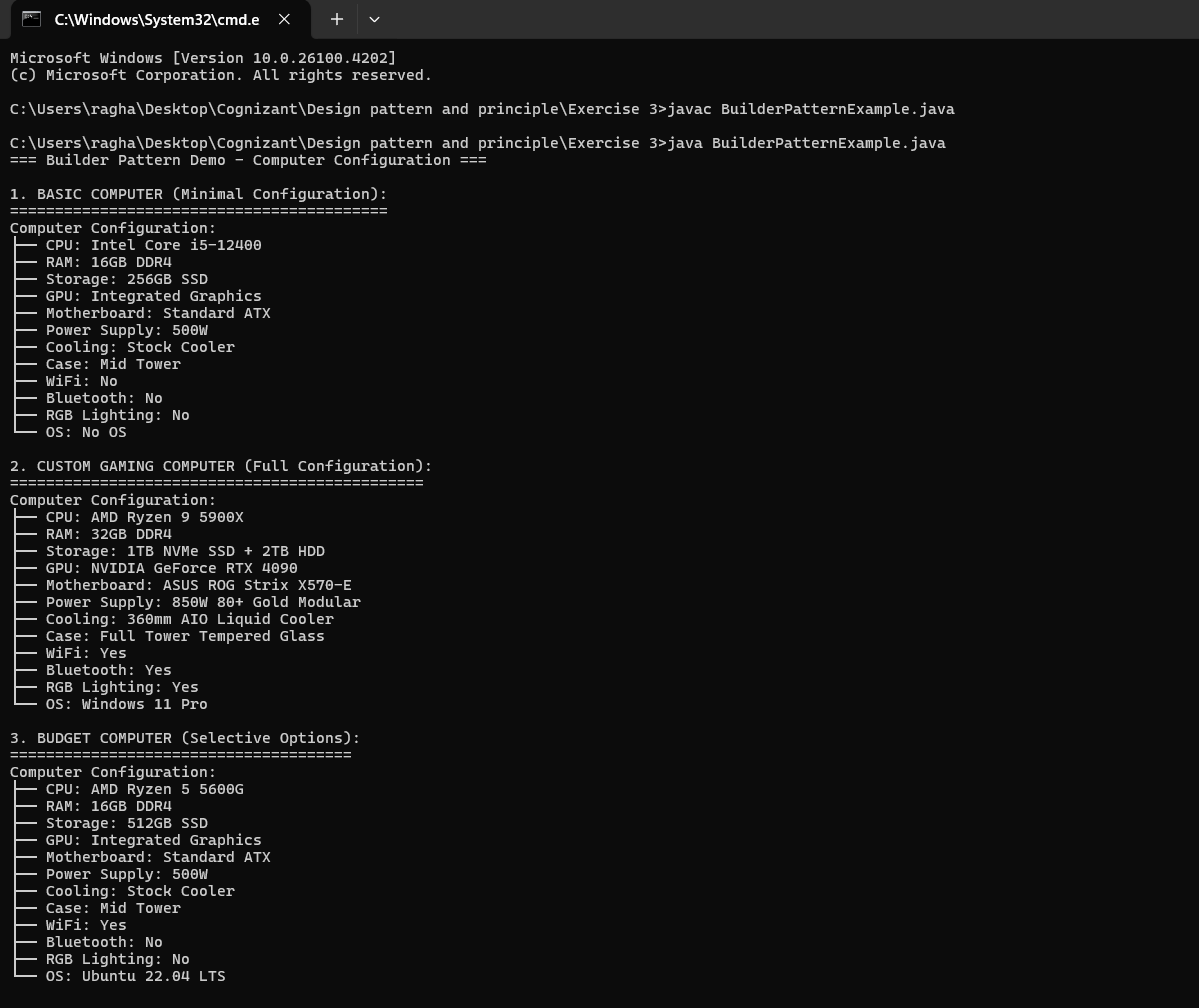 C:\Windows\System32\cmd.e
Microsoft Windows [Version 10.0.26100.4202]
(c) Microsoft Corporation. All rights reserved.
C:\Users\ragha\Desktop\Cognizant\Design pattern and principle\Exercise 3>javac BuilderPatternExample.java
C:\Users\ragha\Desktop\Cognizant\Design pattern and principle\Exercise 3>java BuilderPatternExample.java
=== Builder Pattern Demo - Computer Configuration ===
1. BASIC COMPUTER (Minimal Configuration):
==========================================
Computer Configuration:
├── CPU: Intel Core i5-12400
├── RAM: 16GB DDR4
├── Storage: 256GB SSD
├── GPU: Integrated Graphics
├── Motherboard: Standard ATX
├── Power Supply: 500W
├── Cooling: Stock Cooler
├── Case: Mid Tower
├── WiFi: No
├── Bluetooth: No
├── RGB Lighting: No
└── OS: No OS
2. CUSTOM GAMING COMPUTER (Full Configuration):
==============================================
Computer Configuration:
├── CPU: AMD Ryzen 9 5900X
├── RAM: 32GB DDR4
├── Storage: 1TB NVMe SSD + 2TB HDD
├── GPU: NVIDIA GeForce RTX 4090
├── Motherboard: ASUS ROG Strix X570-E
├── Power Supply: 850W 80+ Gold Modular
├── Cooling: 360mm AIO Liquid Cooler
├── Case: Full Tower Tempered Glass
├── WiFi: Yes
├── Bluetooth: Yes
├── RGB Lighting: Yes
└── OS: Windows 11 Pro
3. BUDGET COMPUTER (Selective Options):
======================================
Computer Configuration:
├── CPU: AMD Ryzen 5 5600G
├── RAM: 16GB DDR4
├── Storage: 512GB SSD
├── GPU: Integrated Graphics
├── Motherboard: Standard ATX
├── Power Supply: 500W
├── Cooling: Stock Cooler
├── Case: Mid Tower
├── WiFi: Yes
├── Bluetooth: No
├── RGB Lighting: No
└── OS: Ubuntu 22.04 LTS